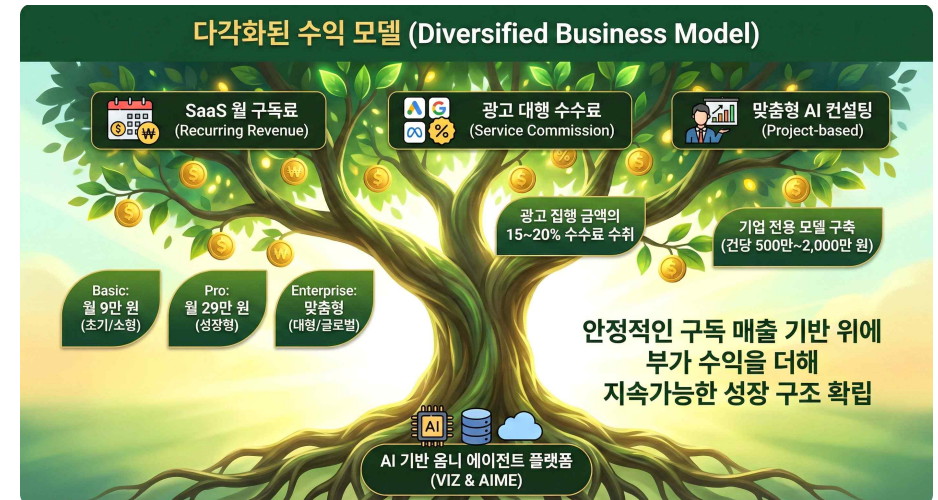 다각화된 수익 모델 (Diversified Business Model)
SaaS 월 구독료
(Recurring Revenue)
광고 대행 수수료
(Service Commission)
맞춤형 AI 컨설팅
(Project-based)
광고 집행 금액의
15~20% 수수료 수취
기업 전용 모델 구축
(건당 500만~2,000만 원)
Basic:
월 9만 원
(초기/소형)
Pro:
월 29만 원
(성장형)
Enterprise:
맞춤형
(대형/글로벌)
안정적인 구독 매출 기반 위에
부가 수익을 더해
지속가능한 성장 구조 확립
AI
AI 기반 옴니 에이전트 플랫폼
(VIZ & AIME)